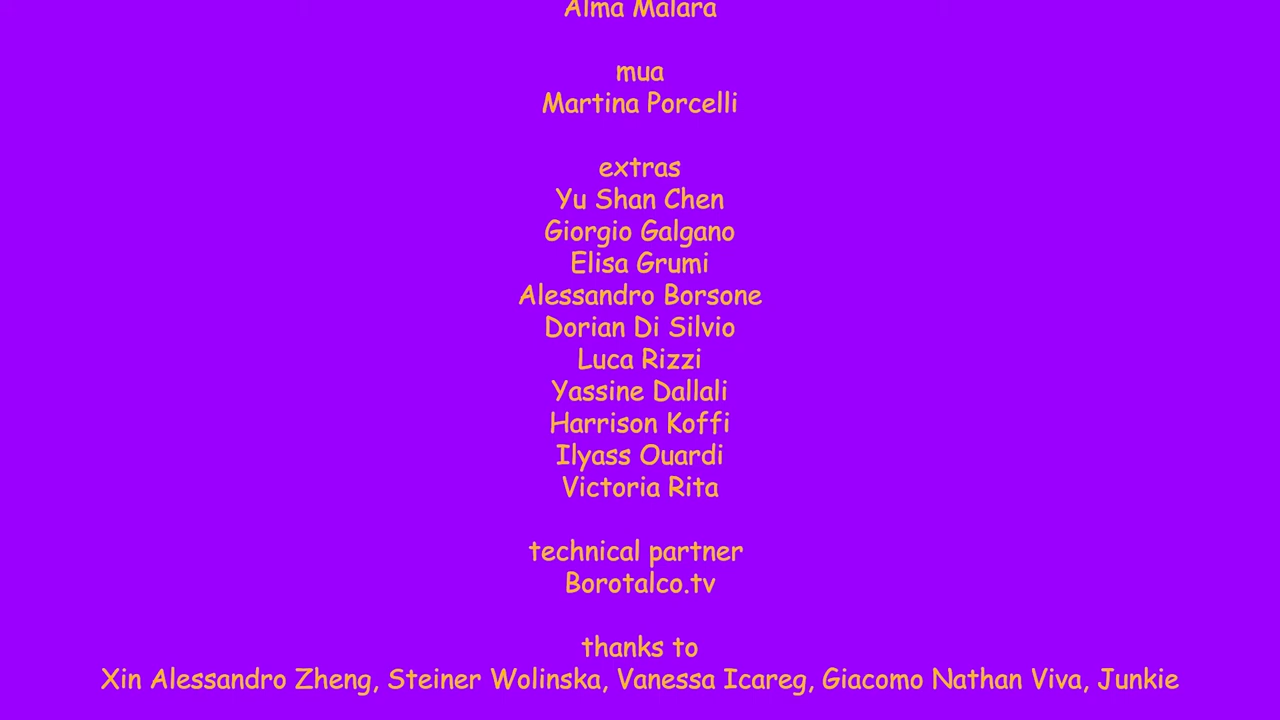 Alma Malara
mua
Martina Porcelli
extras
Yu Shan Chen
Giorgio Galgano
Elisa Grumi
Alessandro Borsone
Dorian Di Silvio
Luca Rizzi
Yassine Dallali
Harrison Koffi
Ilyass Ouardi
Victoria Rita
technical partner
Borotalco.tv
thanks to
Xin Alessandro Zheng, Steiner Wolinska, Vanessa Icareg, Giacomo Nathan Viva, Junkie